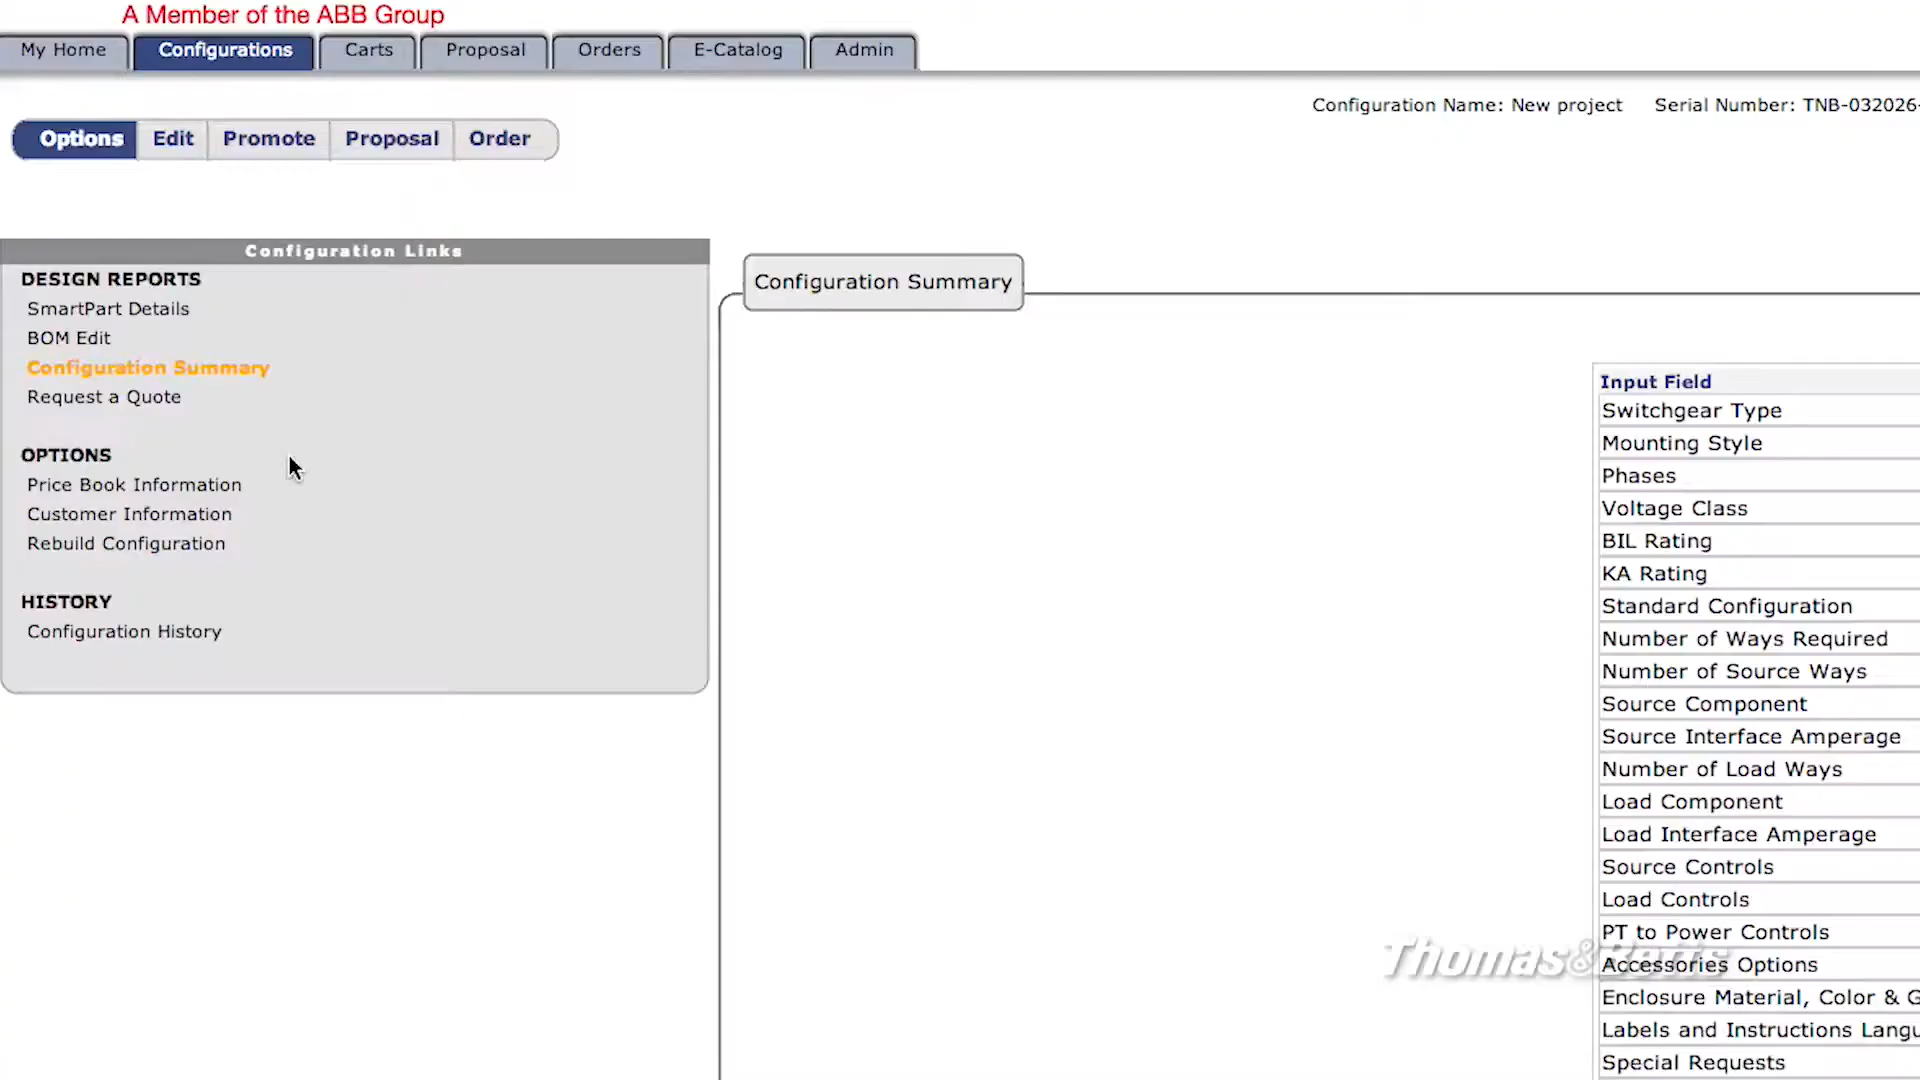 A Member of the ABB Group
My Home Configurations Carts Proposal Orders E-Catalog Admin
Configuration Name: New project Serial Number: TNB-032026-
Options Edit Promote Proposal Order
Configuration Links
DESIGN REPORTS
SmartPart Details
BOM Edit
Configuration Summary
Request a Quote
OPTIONS
Price Book Information
Customer Information
Rebuild Configuration
HISTORY
Configuration History
Configuration Summary
Input Field
Switchgear Type
Mounting Style
Phases
Voltage Class
BIL Rating
KA Rating
Standard Configuration
Number of Ways Required
Number of Source Ways
Source Component
Source Interface Amperage
Number of Load Ways
Load Component
Load Interface Amperage
Source Controls
Load Controls
PT to Power Controls
Accessories Options
Enclosure Material, Color & G
Labels and Instructions Langu
Special Requests
Thomas&Betts